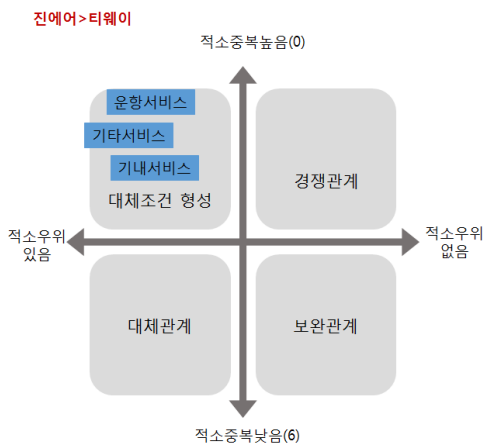 진에어>티웨이
적소중복높음(0)
운항서비스
기타서비스
기내서비스
대체조건 형성
경쟁관계
적소우위
있음
적소우위
없음
대체관계
보완관계
적소중복낮음(6)